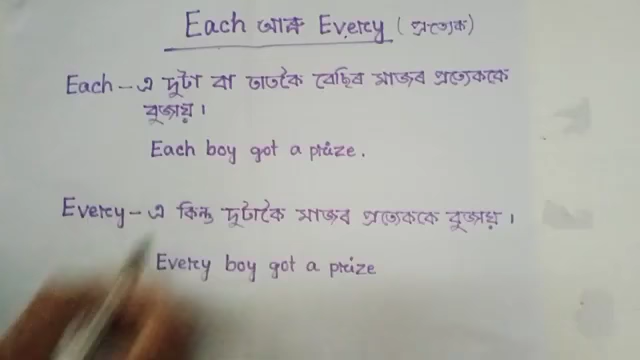 Each আৰু Every (প্ৰত্যেক)
Each – এ দুটা বা তাতকৈ বেছিৰ মাজৰ প্ৰত্যেককে
বুজায়।
Each boy got a prize.
Every – এ কিন্তু দুটাকৈ মাজৰ প্ৰত্যেককে বুজায়।
Every boy got a prize